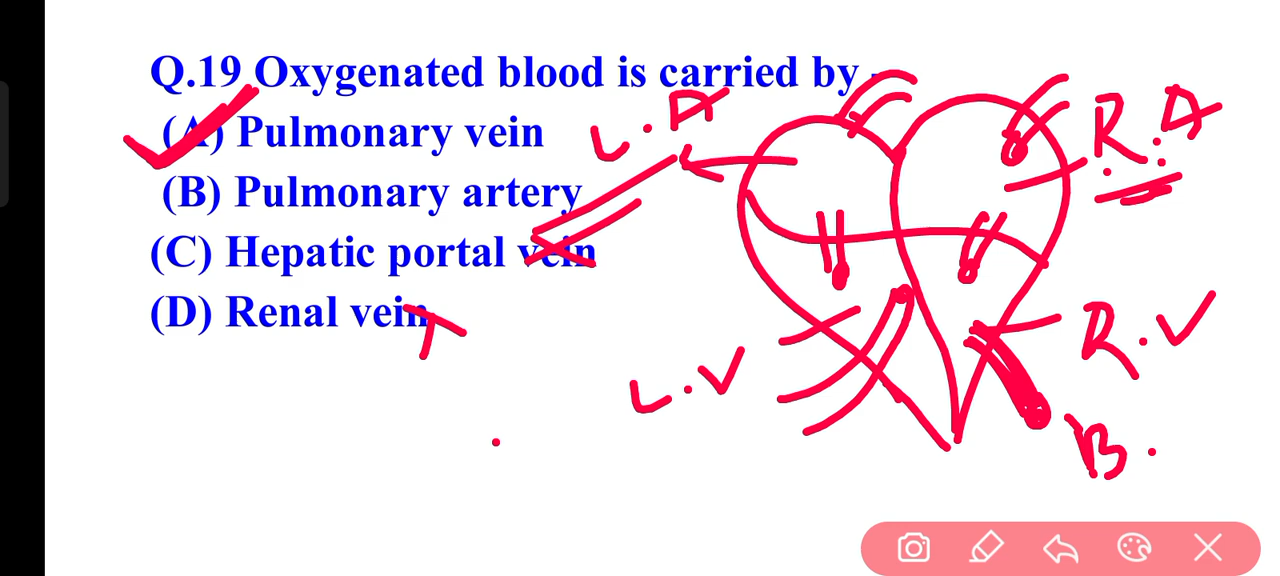 Q.19 Oxygenated blood is carried by -
(A) Pulmonary vein
(B) Pulmonary artery
(C) Hepatic portal vein
(D) Renal vein
L.A
R.A
L.V
R.V
B.